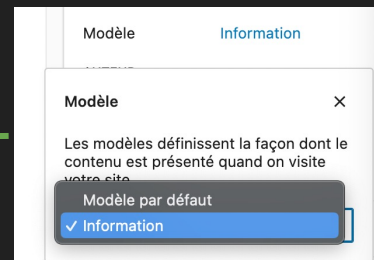 Modèle Information
Modèle
Les modèles définissent la façon dont le
contenu est présenté quand on visite
votre site.
Modèle par défaut
✓ Information